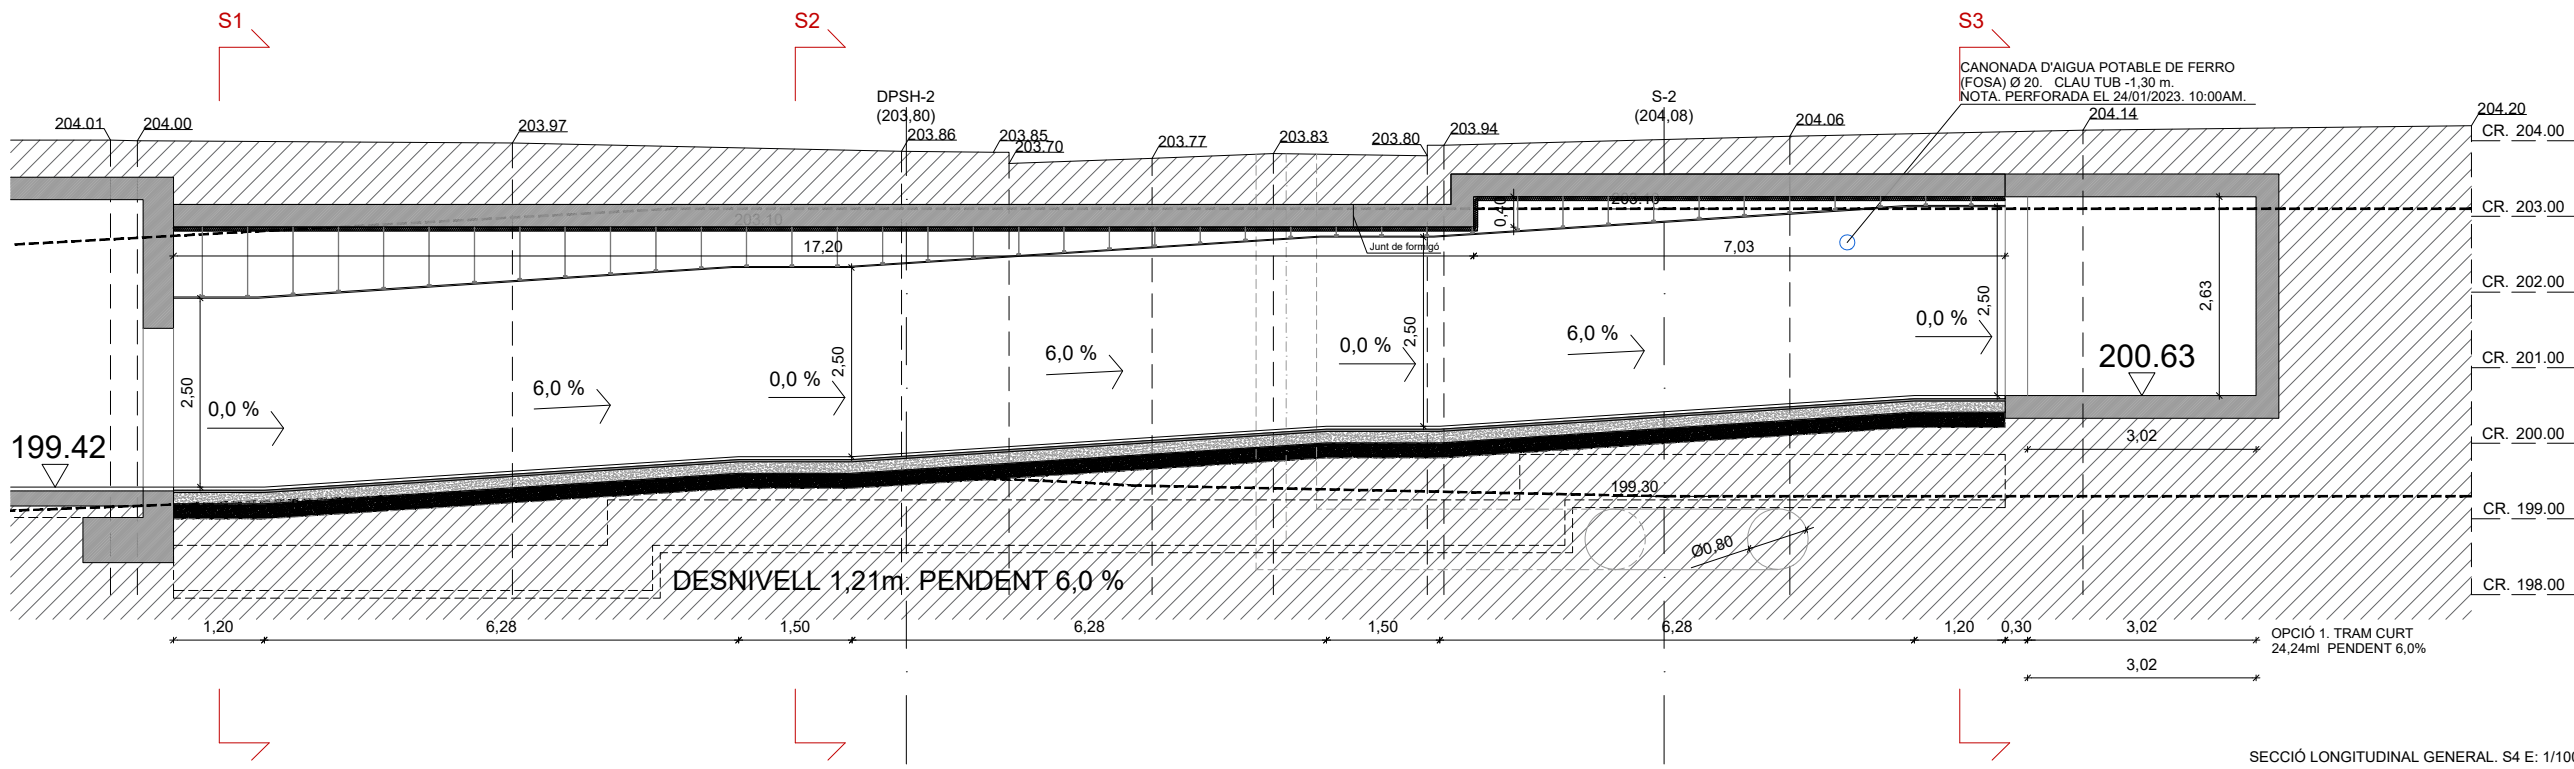 S1
S2
S3
CANONADA D'AIGUA POTABLE DE FERRO
(FOSA) Ø 20. CLAU TUB -1,30 m.
NOTA. PERFORADA EL 24/01/2023. 10:00AM.
DPSH-2
(203,80)
S-2
(204,08)
204.01
204.00
203.97
203.86
203.85
203.70
203.77
203.83
203.80
203.94
204.06
204.14
204.20
CR. 204.00
CR. 203.00
CR. 202.00
CR. 201.00
CR. 200.00
CR. 199.00
CR. 198.00
203.10
0,40
17,20
Junt de formigó
7,03
2,50
2,50
2,50
2,50
2,63
0,0 %
6,0 %
0,0 %
6,0 %
0,0 %
6,0 %
0,0 %
199.42
200.63
3,02
199.30
Ø0,80
DESNIVELL 1,21m. PENDENT 6,0 %
1,20
6,28
1,50
6,28
1,50
6,28
1,20
0,30
3,02
OPCIÓ 1. TRAM CURT
24,24ml PENDENT 6,0%
3,02
SECCIÓ LONGITUDINAL GENERAL. S4 E: 1/100